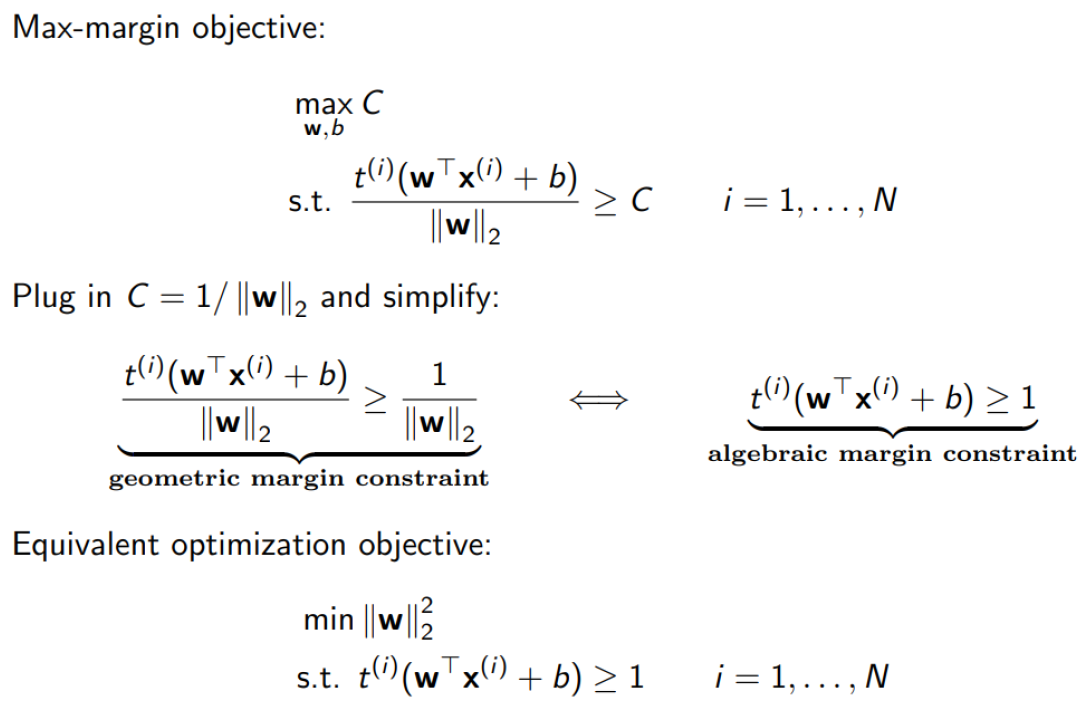 Max-margin objective:
max C
w,b
s.t. t⁽ⁱ⁾(w⊤x⁽ⁱ⁾ + b) / ‖w‖₂ ≥ C i = 1, . . . , N
Plug in C = 1/ ‖w‖₂ and simplify:
t⁽ⁱ⁾(w⊤x⁽ⁱ⁾ + b) / ‖w‖₂ ≥ 1 / ‖w‖₂ ⟺ t⁽ⁱ⁾(w⊤x⁽ⁱ⁾ + b) ≥ 1
geometric margin constraint algebraic margin constraint
Equivalent optimization objective:
min ‖w‖₂²
s.t. t⁽ⁱ⁾(w⊤x⁽ⁱ⁾ + b) ≥ 1 i = 1, . . . , N